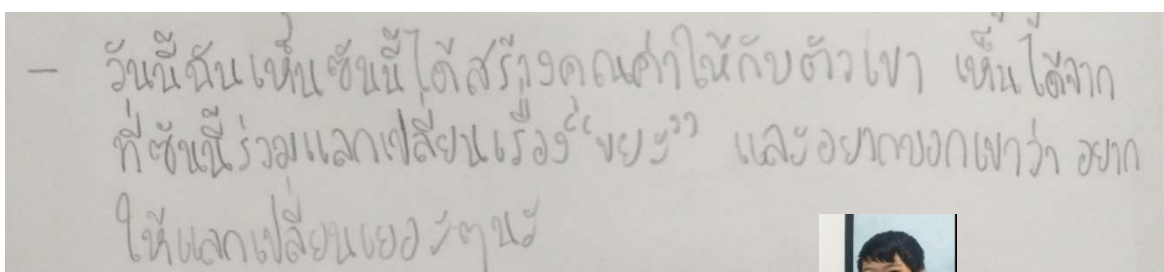 - วันนี้ฉันเห็นซันนี้ได้สร้างคุณค่าให้กับตัวเขา เห็นได้จาก
ที่ซันนี้ร่วมแลกเปลี่ยนเรื่อง "ขยะ" และอยากบอกเขาว่า อยาก
ให้แลกเปลี่ยนเยอะๆนะ